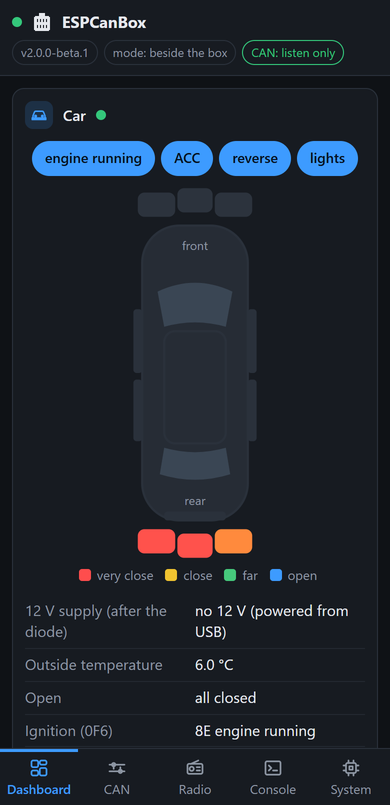 ESPCanBox
v2.0.0-beta.1 mode: beside the box CAN: listen only
Car
engine running ACC reverse lights
front
rear
very close close far open
12 V supply (after the diode) no 12 V (powered from USB)
Outside temperature 6.0 °C
Open all closed
Ignition (0F6) 8E engine running
Dashboard CAN Radio Console System